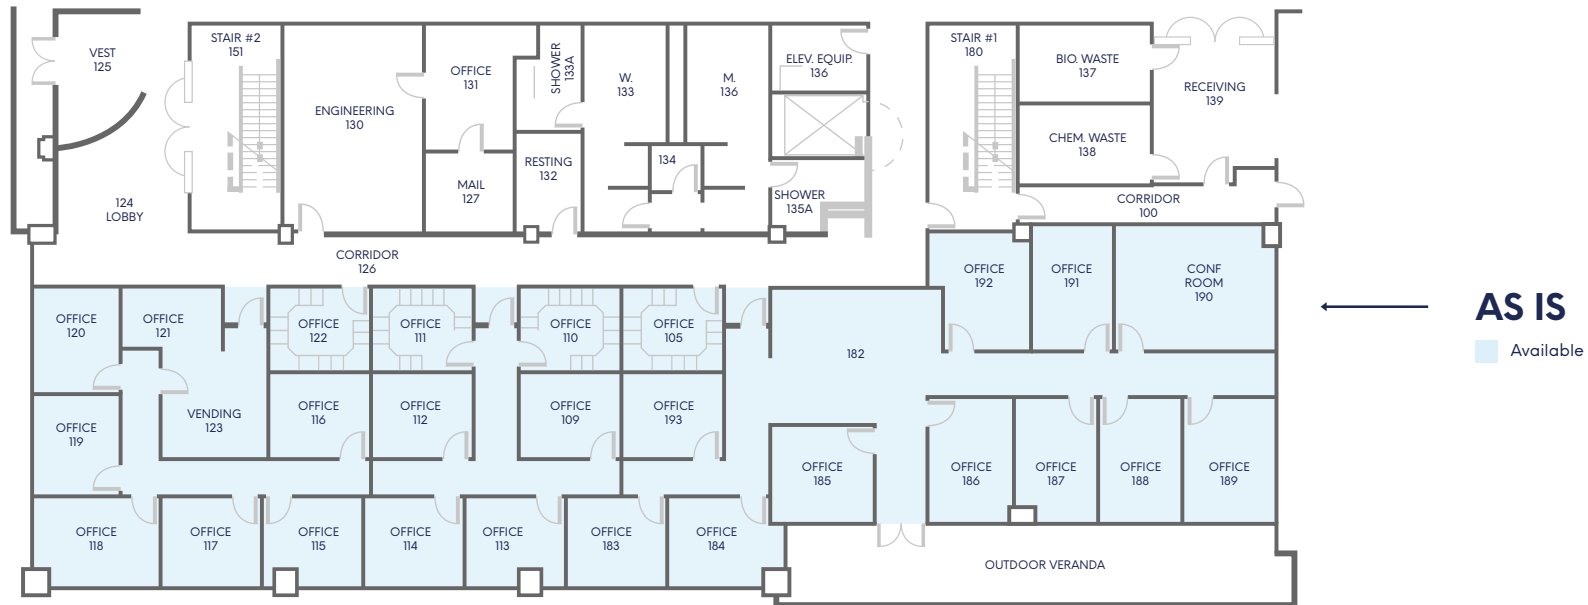 VEST
125
STAIR #2
151
ENGINEERING
130
OFFICE
131
SHOWER
133A
W.
133
M.
136
ELEV. EQUIP.
136
STAIR #1
180
BIO. WASTE
137
RECEIVING
139
CHEM. WASTE
138
MAIL
127
RESTING
132
134
SHOWER
135A
124
LOBBY
CORRIDOR
100
CORRIDOR
126
OFFICE
192
OFFICE
191
CONF
ROOM
190
OFFICE
120
OFFICE
121
OFFICE
122
OFFICE
111
OFFICE
110
OFFICE
105
182
AS IS
Available
VENDING
123
OFFICE
116
OFFICE
112
OFFICE
109
OFFICE
193
OFFICE
119
OFFICE
185
OFFICE
186
OFFICE
187
OFFICE
188
OFFICE
189
OFFICE
118
OFFICE
117
OFFICE
115
OFFICE
114
OFFICE
113
OFFICE
183
OFFICE
184
OUTDOOR VERANDA